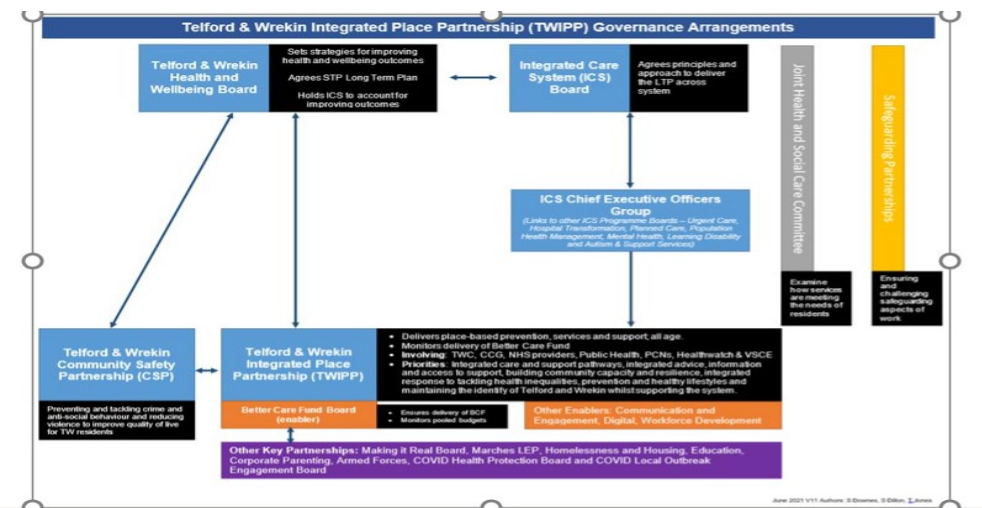 Telford & Wrekin Integrated Place Partnership (TWIPP) Governance Arrangements
Telford & Wrekin
Health and
Wellbeing Board
Sets strategies for improving
health and wellbeing outcomes
Agrees STP Long Term Plan
Holds ICS to account for
improving outcomes
Integrated Care
System (ICS)
Board
Agrees principles and
approach to deliver
the LTP across
system
Joint Health and Social Care Committee
Safeguarding Partnerships
ICS Chief Executive Officers
Group
(Links to other ICS Programme Boards – Urgent Care,
Hospital Transformation, Planned Care, Population
Health Management, Mental Health, Learning Disability
and Autism & Support Services)
Examine
how services
are meeting
the needs of
residents
Ensuring
and
challenging
safeguarding
aspects of
work
Telford & Wrekin
Community Safety
Partnership (CSP)
Preventing and tackling crime and
anti-social behaviour and reducing
violence to improve quality of live
for TW residents
Telford & Wrekin
Integrated Place
Partnership (TWIPP)
• Delivers place-based prevention, services and support, all age.
• Monitors delivery of Better Care Fund
• Involving: TWC, CCG, NHS providers, Public Health, PCNs, Healthwatch & VSCE
• Priorities: Integrated care and support pathways, integrated advice, information
and access to support, building community capacity and resilience, integrated
response to tackling health inequalities, prevention and healthy lifestyles and
maintaining the identify of Telford and Wrekin whilst supporting the system.
Better Care Fund Board
(enabler)
• Ensures delivery of BCF
• Monitors pooled budgets
Other Enablers: Communication and
Engagement, Digital, Workforce Development
Other Key Partnerships: Making it Real Board, Marches LEP, Homelessness and Housing, Education,
Corporate Parenting, Armed Forces, COVID Health Protection Board and COVID Local Outbreak
Engagement Board
June 2021 V11 Authors: S Downes, S Jones